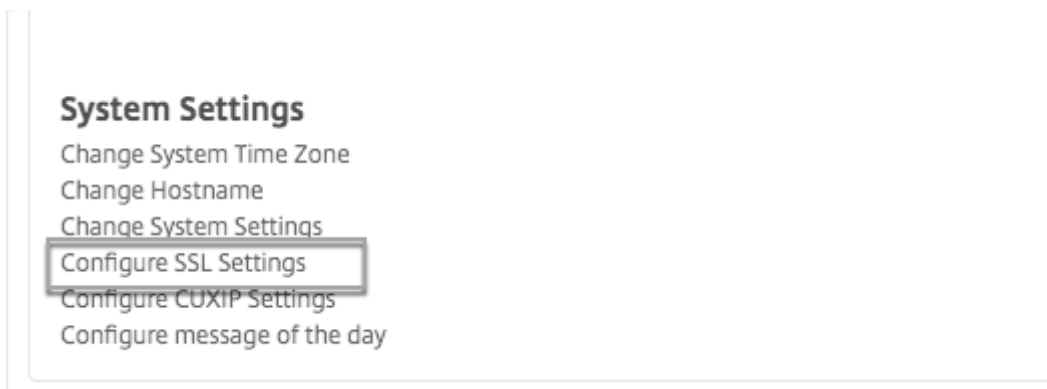 System Settings
Change System Time Zone
Change Hostname
Change System Settings
Configure SSL Settings
Configure CUXIP Settings
Configure message of the day